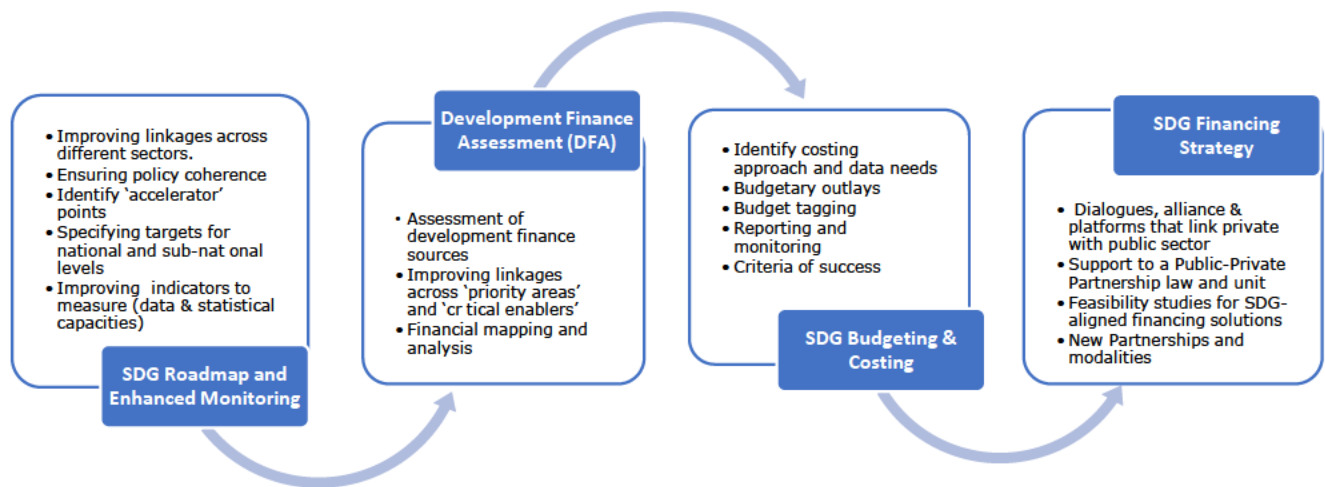 • Improving linkages across
different sectors.
• Ensuring policy coherence
• Identify ‘accelerator’
points
• Specifying targets for
national and sub-nat onal
levels
• Improving  indicators to
measure (data & statistical
capacities)
SDG Roadmap and
Enhanced Monitoring
Development Finance
Assessment (DFA)
• Assessment of
development finance
sources
• Improving linkages
across ‘priority areas’
and ‘cr tical enablers’
• Financial mapping and
analysis
• Identify costing
approach and data needs
• Budgetary outlays
• Budget tagging
• Reporting and
monitoring
• Criteria of success
SDG Budgeting &
Costing
SDG Financing
Strategy
• Dialogues, alliance &
platforms that link private
with public sector
• Support to a Public-Private
Partnership law and unit
• Feasibility studies for SDG-
aligned financing solutions
• New Partnerships and
modalities